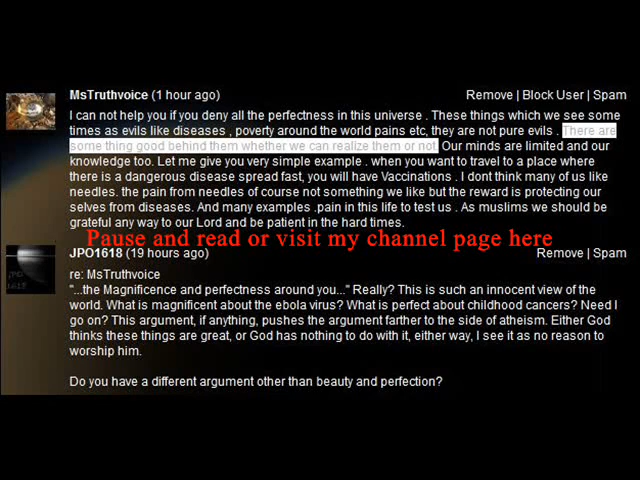 MsTruthvoice (1 hour ago) Remove | Block User | Spam
I can not help you if you deny all the perfectness in this universe . These things which we see some
times as evils like diseases , poverty around the world pains etc, they are not pure evils . There are
some thing good behind them whether we can realize them or not. Our minds are limited and our
knowledge too. Let me give you very simple example . when you want to travel to a place where
there is a dangerous disease spread fast, you will have Vaccinations . I dont think many of us like
needles. the pain from needles of course not something we like but the reward is protecting our
selves from diseases. And many examples .pain in this life to test us . As muslims we should be
grateful any way to our Lord and be patient in the hard times.
Pause and read or visit my channel page here
JPO1618 (19 hours ago) Remove | Spam
re: MsTruthvoice
"...the Magnificence and perfectness around you..." Really? This is such an innocent view of the
world. What is magnificent about the ebola virus? What is perfect about childhood cancers? Need I
go on? This argument, if anything, pushes the argument farther to the side of atheism. Either God
thinks these things are great, or God has nothing to do with it, either way, I see it as no reason to
worship him.
Do you have a different argument other than beauty and perfection?